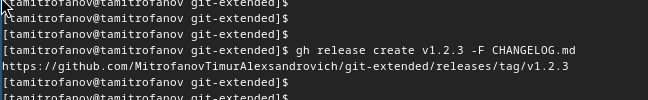 [tamitrofanov@tamitrofanov git-extended]$
[tamitrofanov@tamitrofanov git-extended]$
[tamitrofanov@tamitrofanov git-extended]$
[tamitrofanov@tamitrofanov git-extended]$ gh release create v1.2.3 -F CHANGELOG.md
https://github.com/MitrofanovTimurAlexsandrovich/git-extended/releases/tag/v1.2.3
[tamitrofanov@tamitrofanov git-extended]$
[tamitrofanov@tamitrofanov git-extended]$